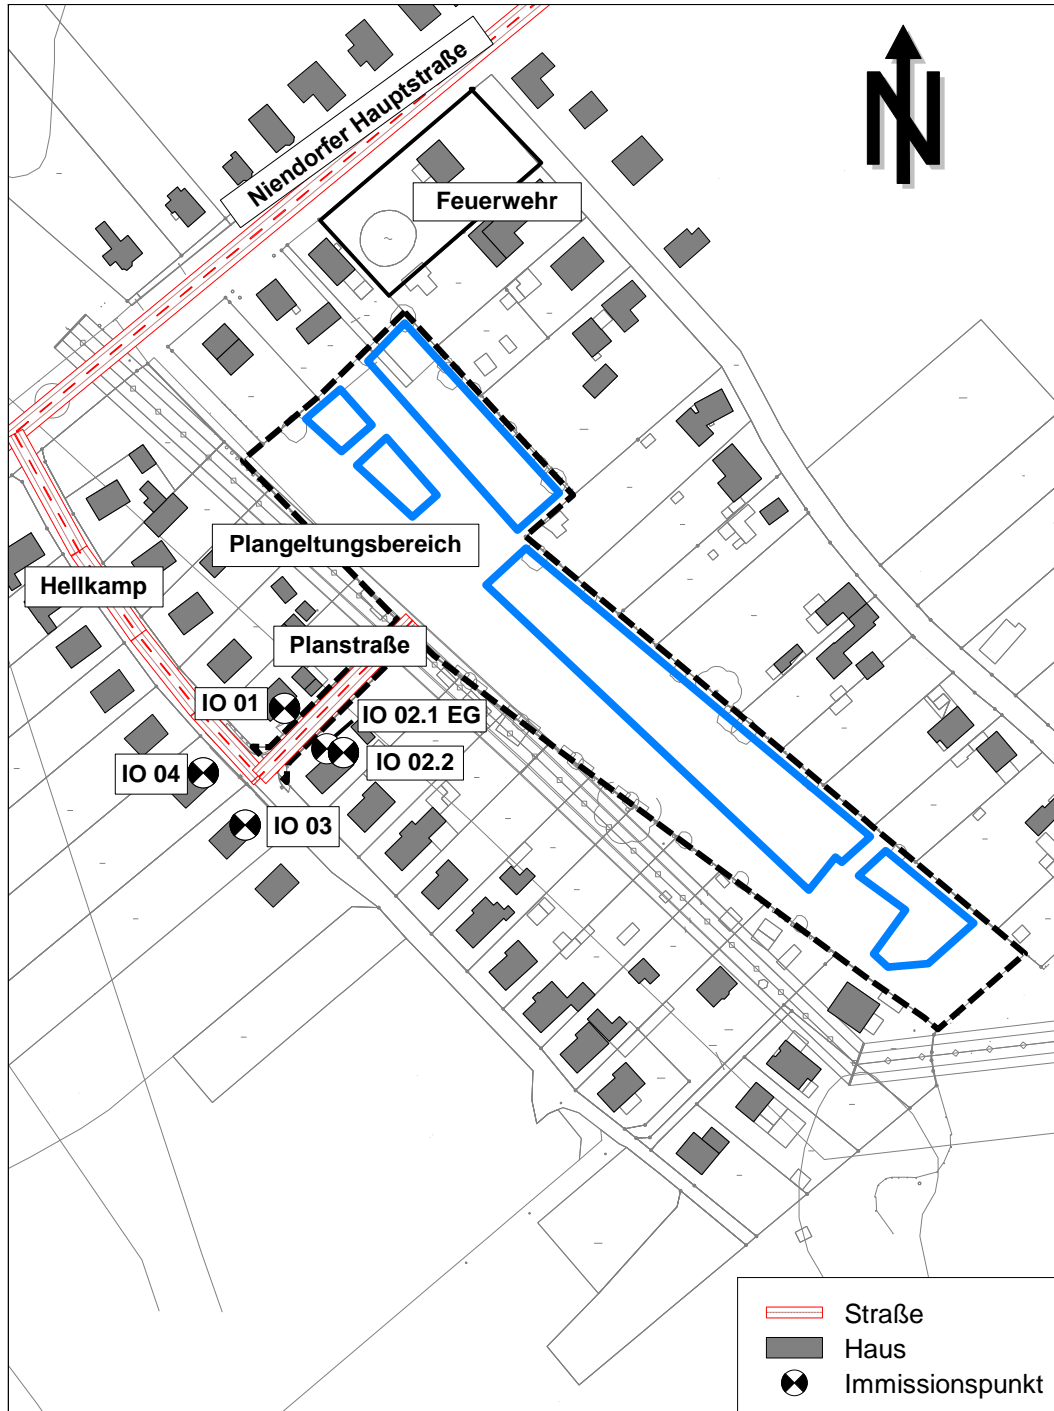 Niendorfer Hauptstraße
N
Feuerwehr
Plangeltungsbereich
Hellkamp
Planstraße
IO 01
IO 02.1 EG
IO 02.2
IO 04
IO 03
Straße
Haus
Immissionspunkt